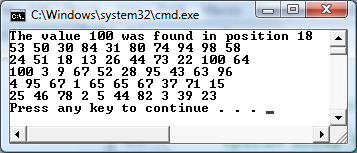 C:\Windows\system32\cmd.exe
The value 100 was found in position 18
53 50 30 84 31 80 74 94 98 58
24 51 18 13 26 44 73 22 100 64
100 3 9 67 52 28 95 43 63 96
4 95 67 1 65 65 67 37 71 15
25 46 78 2 5 44 82 3 39 23
Press any key to continue . . . _